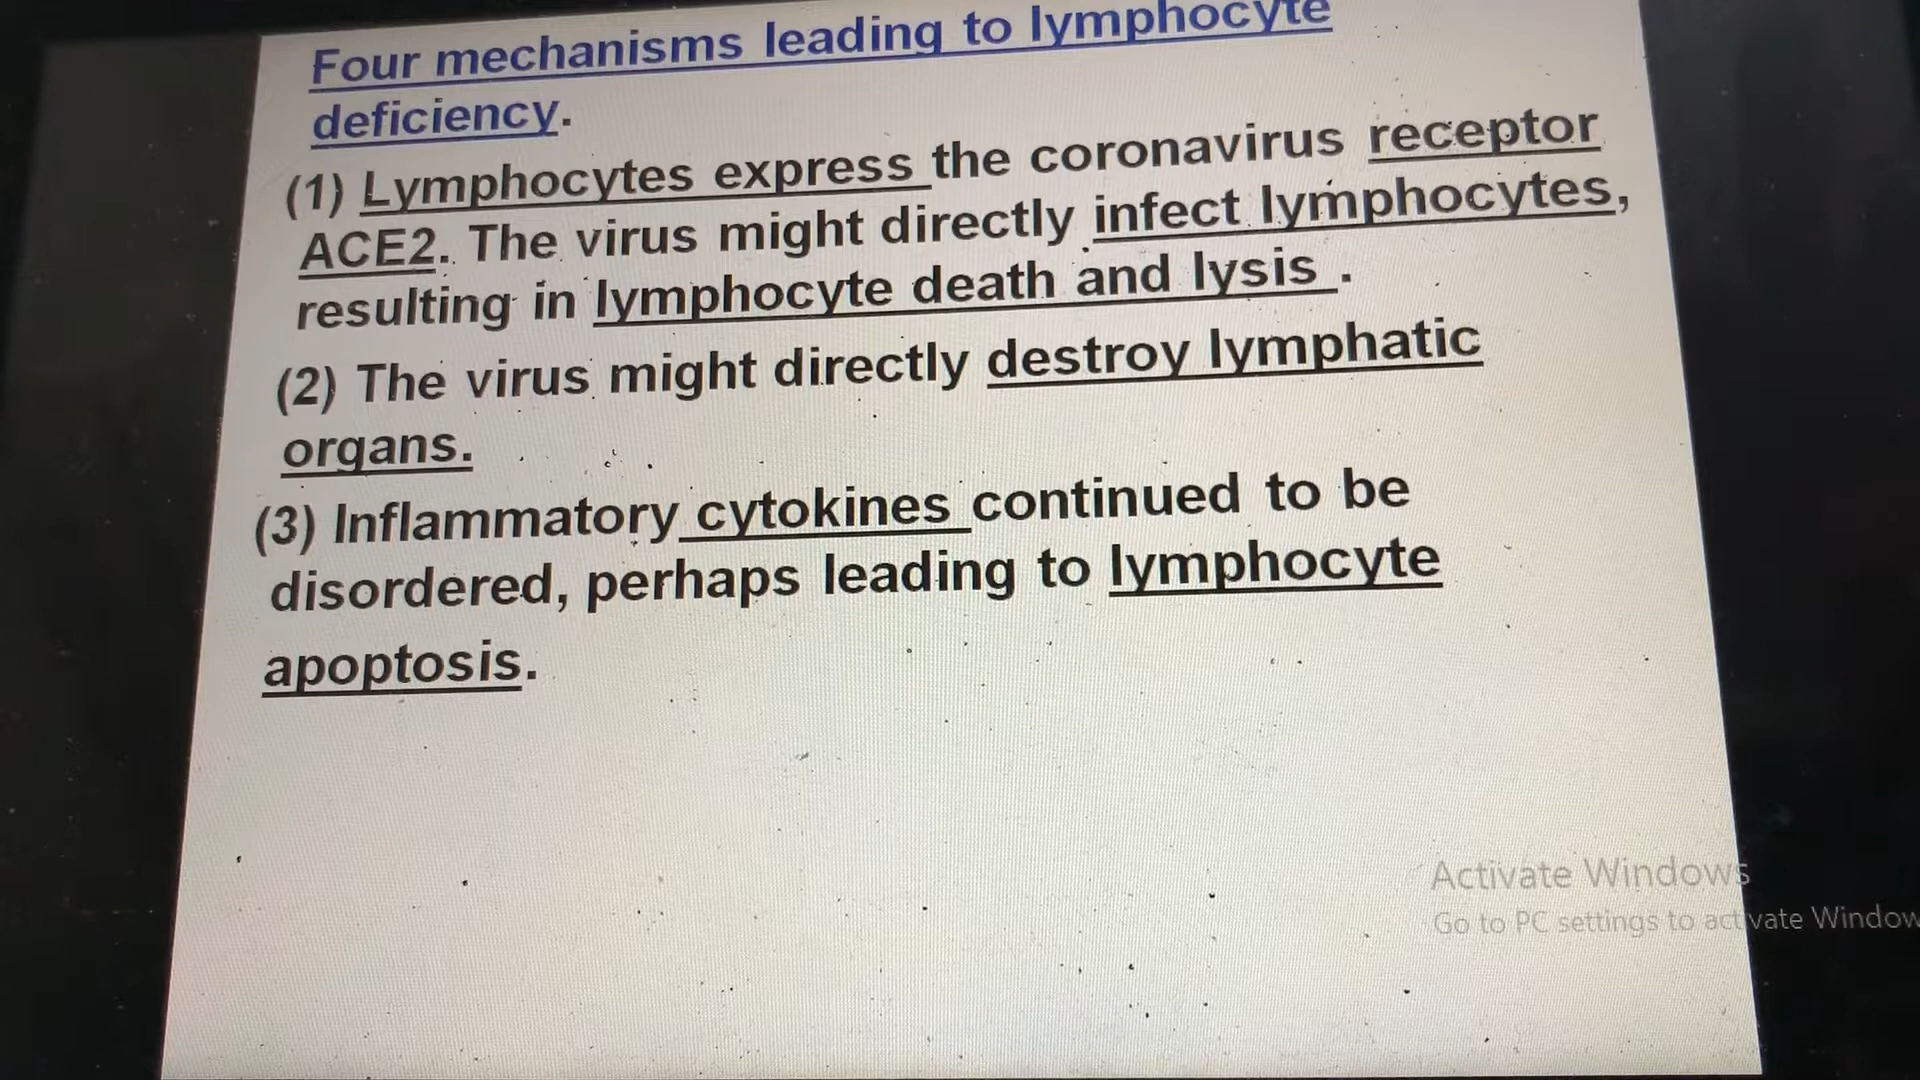 Four mechanisms leading to lymphocyte
deficiency.
(1) Lymphocytes express the coronavirus receptor
ACE2. The virus might directly infect lymphocytes,
resulting in lymphocyte death and lysis .
(2) The virus might directly destroy lymphatic
organs.
(3) Inflammatory cytokines continued to be
disordered, perhaps leading to lymphocyte
apoptosis.
Activate Windows
Go to PC settings to activate Window